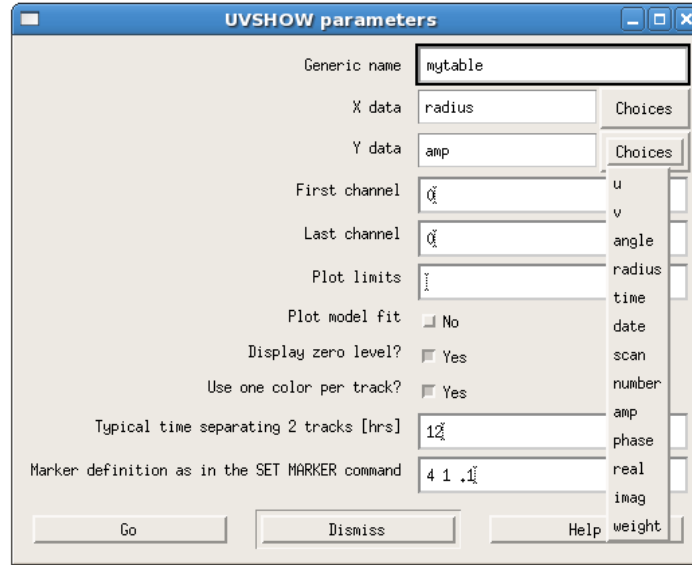 UVSHOW parameters
Generic name mytable
X data radius Choices
Y data amp Choices
u
v
First channel 0
angle
Last channel 0
radius
Plot limits
time
Plot model fit No
date
Display zero level? Yes
scan
Use one color per track? Yes
number
amp
Typical time separating 2 tracks [hrs] 12
phase
Marker definition as in the SET MARKER command 4 1 .1
real
imag
Go Dismiss Help weight